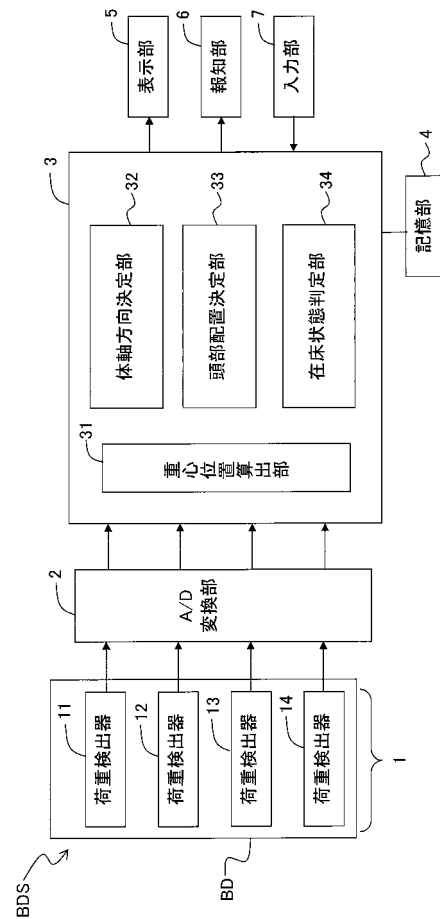 BDS
BD
1
11
荷重検出器
12
荷重検出器
13
荷重検出器
14
荷重検出器
2
A/D
変換部
3
31
重心位置算出部
32
体軸方向決定部
33
頭部配置決定部
34
在床状態判定部
4
記憶部
5
表示部
6
報知部
7
入力部